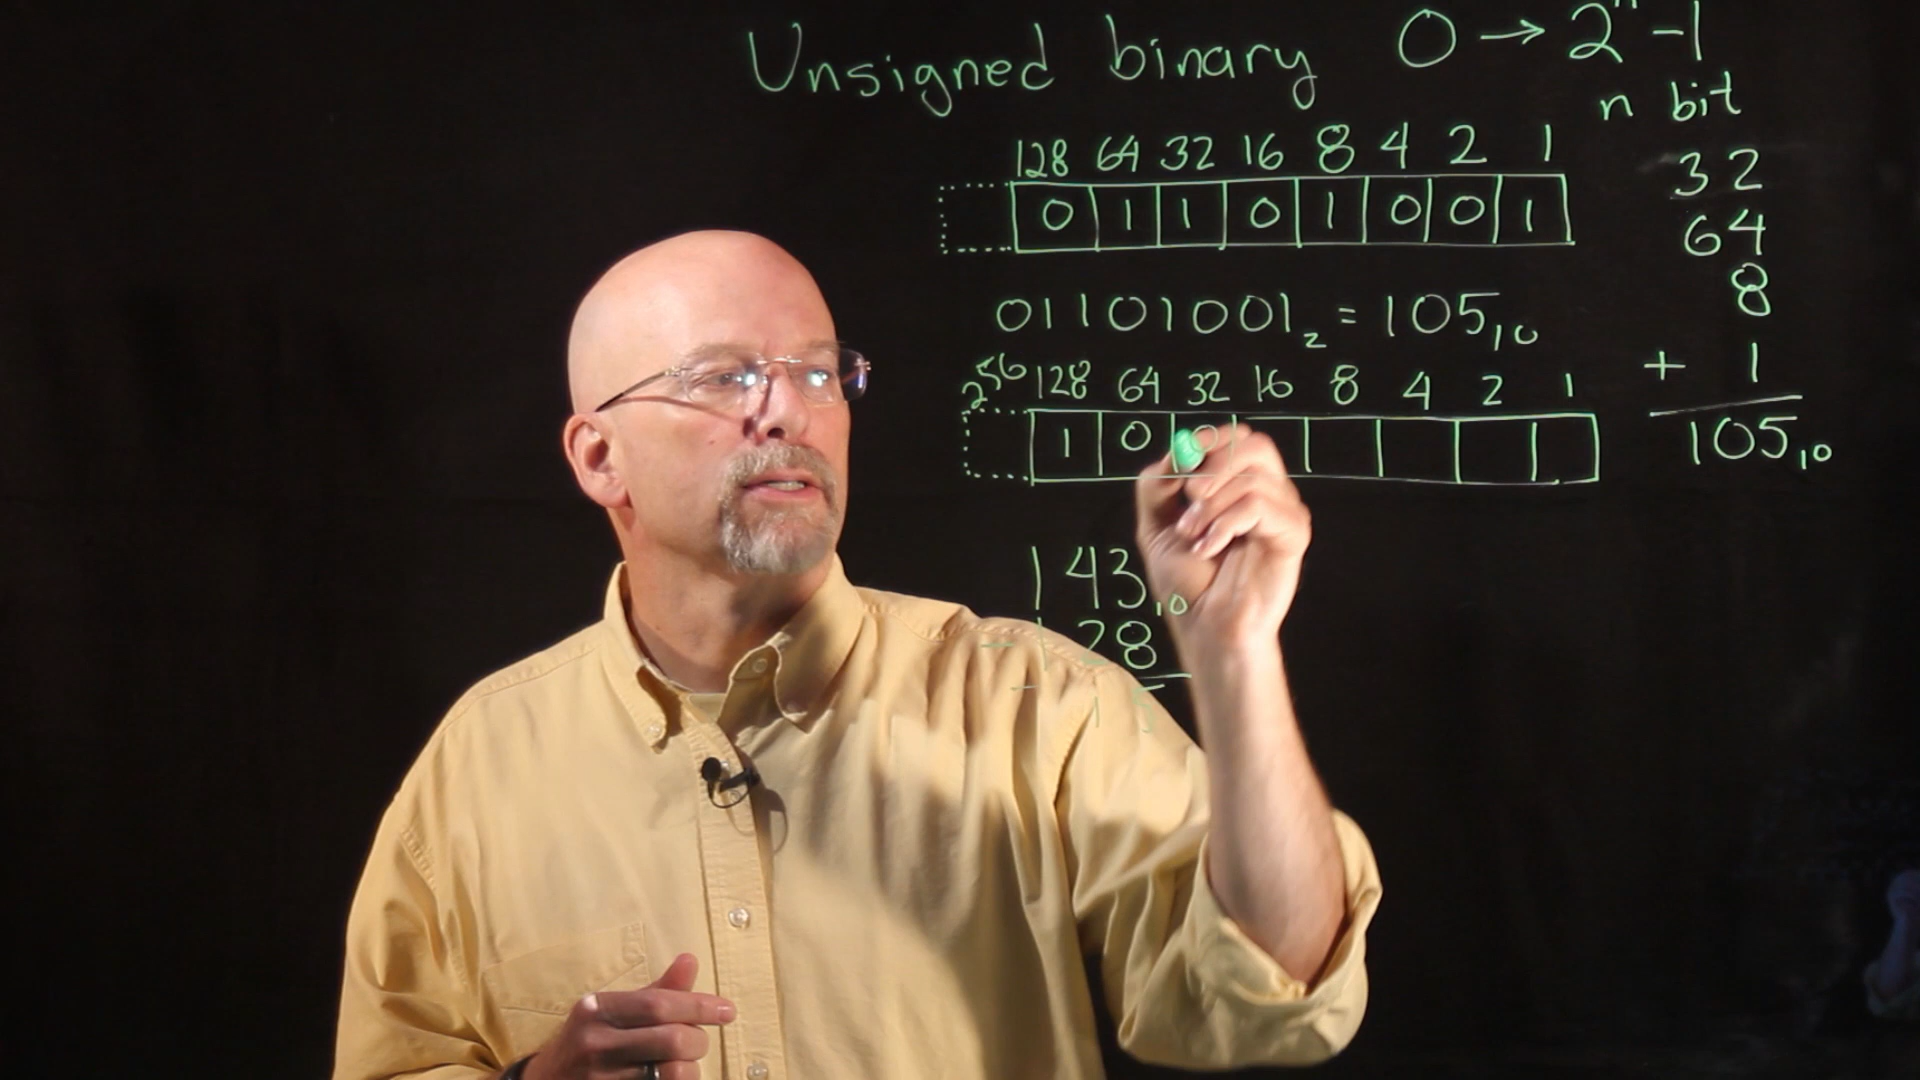 Unsigned binary 0 → 2ⁿ - 1
n bit
128 64 32 16 8 4 2 1
0 1 1 0 1 0 0 1
01101001₂ = 105₁₀
256 128 64 32 16 8 4 2 1
1 0 0
32
64
8
+ 1
105₁₀
143₁₀
- 128
15